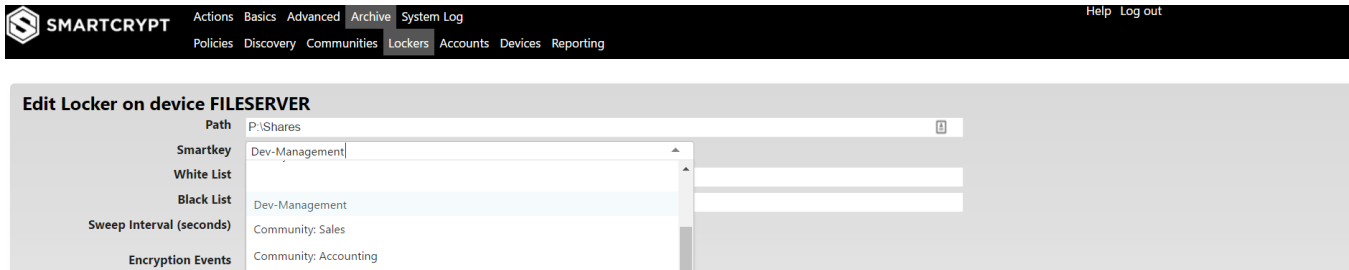 SMARTCRYPT
Actions Basics Advanced Archive System Log
Help Log out
Policies Discovery Communities Lockers Accounts Devices Reporting
Edit Locker on device FILESERVER
Path P:\Shares
Smartkey Dev-Management
White List
Black List
Dev-Management
Sweep Interval (seconds)
Community: Sales
Encryption Events
Community: Accounting